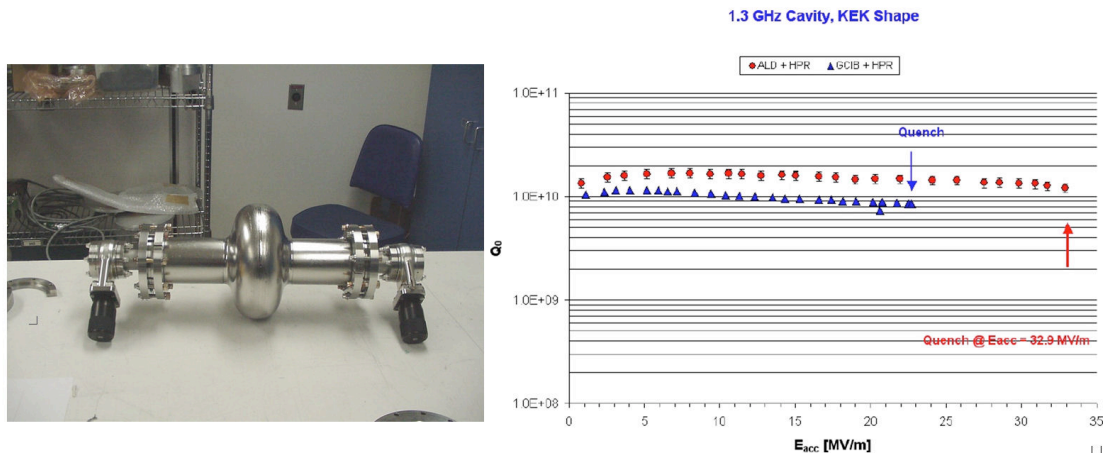 1.3 GHz Cavity, KEK Shape
ALD + HPR
GCIB + HPR
1.0E+11
Quench
1.0E+10
Q₀
1.0E+09
Quench @ Eacc = 32.9 MV/m
1.0E+08
0 5 10 15 20 25 30 35
Eacc [MV/m]